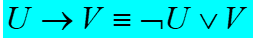 U → V ≡ ¬U ∨ V